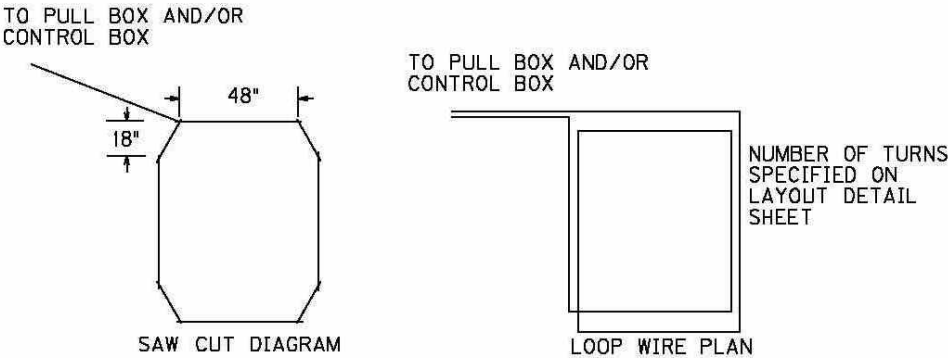 TO PULL BOX AND/OR
CONTROL BOX
48"
18"
SAW CUT DIAGRAM
TO PULL BOX AND/OR
CONTROL BOX
NUMBER OF TURNS
SPECIFIED ON
LAYOUT DETAIL
SHEET
LOOP WIRE PLAN